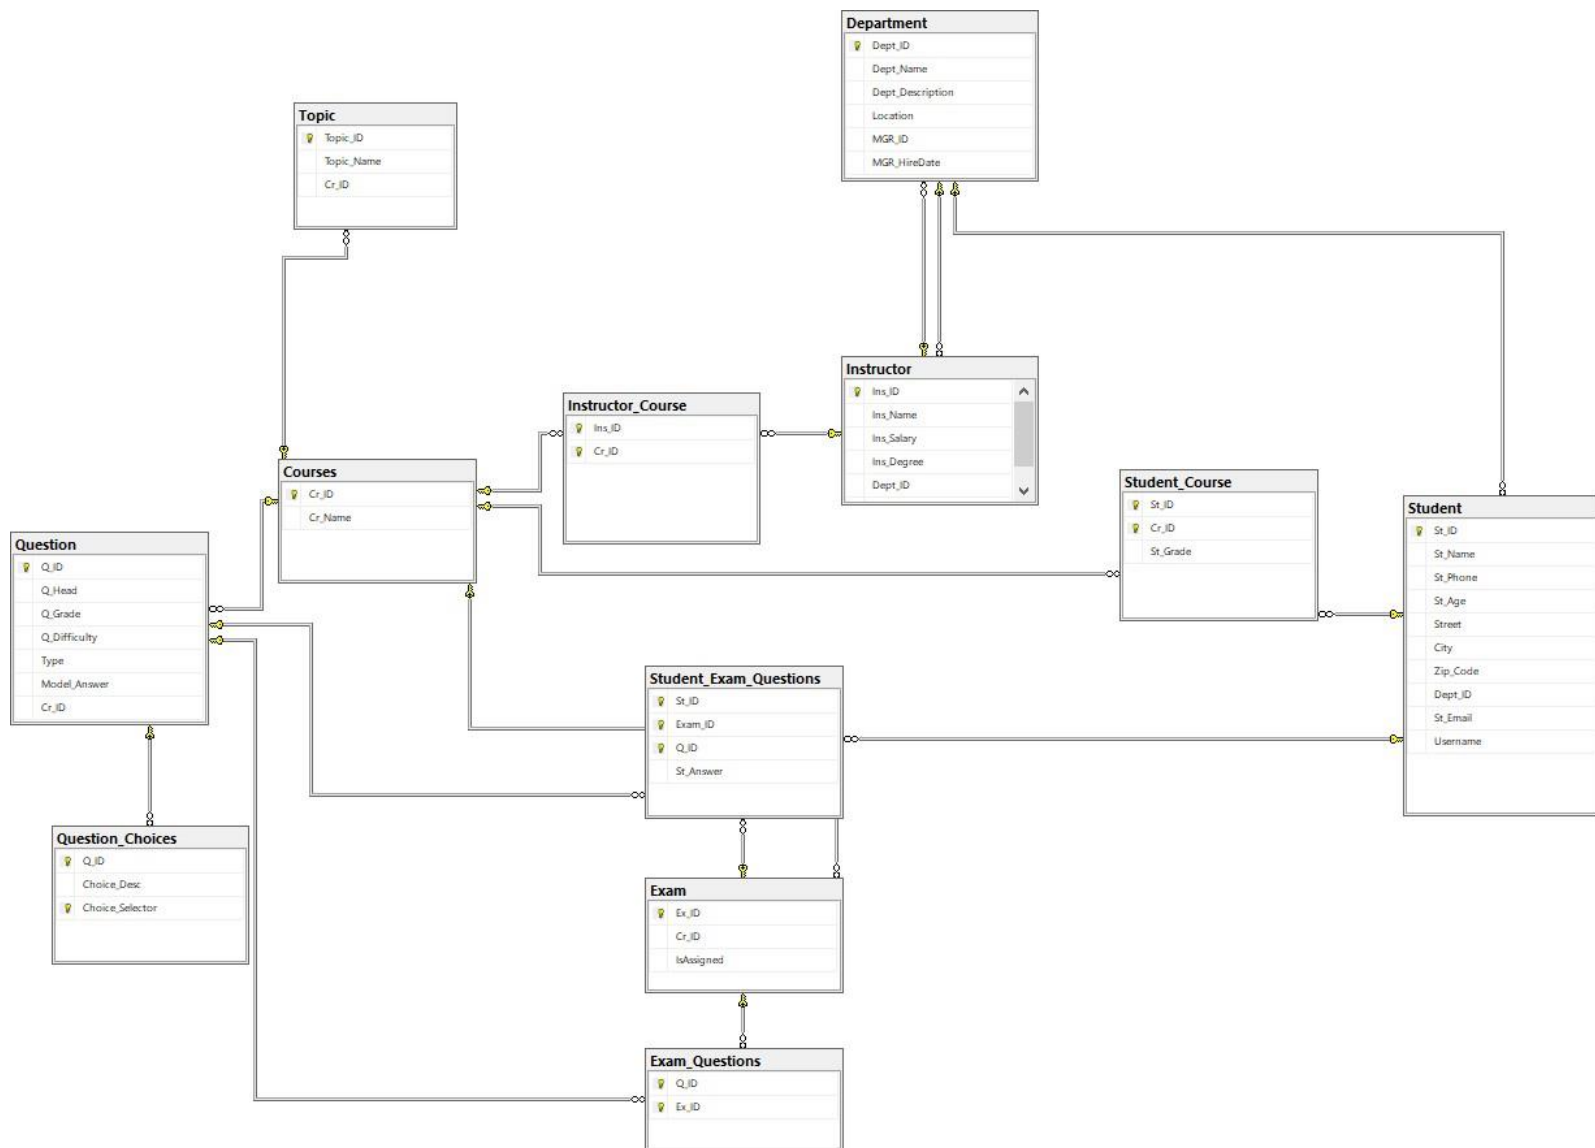 Department
Dept_ID
Dept_Name
Dept_Description
Location
MGR_ID
MGR_HireDate
Topic
Topic_ID
Topic_Name
Cr_ID
Instructor
Ins_ID
Ins_Name
Ins_Salary
Ins_Degree
Dept_ID
Instructor_Course
Ins_ID
Cr_ID
Courses
Cr_ID
Cr_Name
Student_Course
St_ID
Cr_ID
St_Grade
Student
St_ID
St_Name
St_Phone
St_Age
Street
City
Zip_Code
Dept_ID
St_Email
Username
Question
Q_ID
Q_Head
Q_Grade
Q_Difficulty
Type
Model_Answer
Cr_ID
Student_Exam_Questions
St_ID
Exam_ID
Q_ID
St_Answer
Question_Choices
Q_ID
Choice_Desc
Choice_Selector
Exam
Ex_ID
Cr_ID
IsAssigned
Exam_Questions
Q_ID
Ex_ID